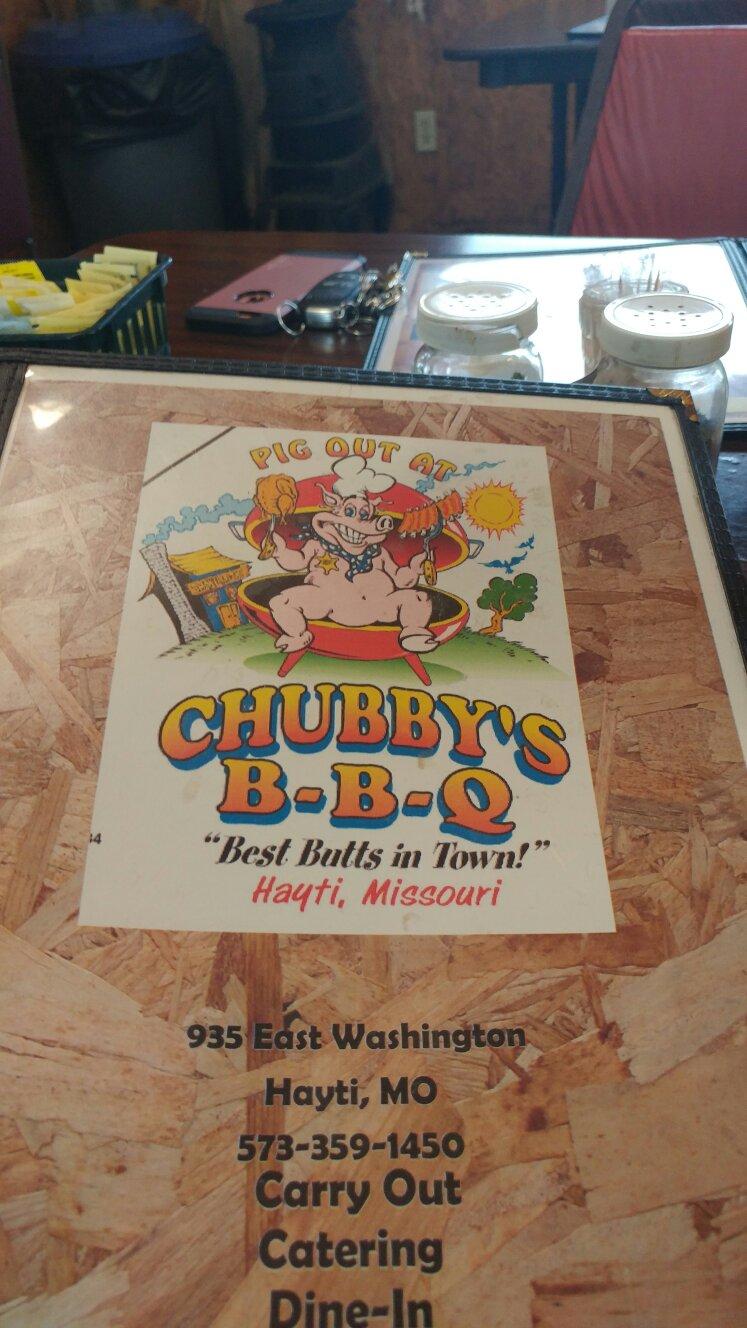 PIG OUT AT
CHUBBY'S
B-B-Q
"Best Butts in Town!"
Hayti, Missouri
935 East Washington
Hayti, MO
573-359-1450
Carry Out
Catering
Dine-In